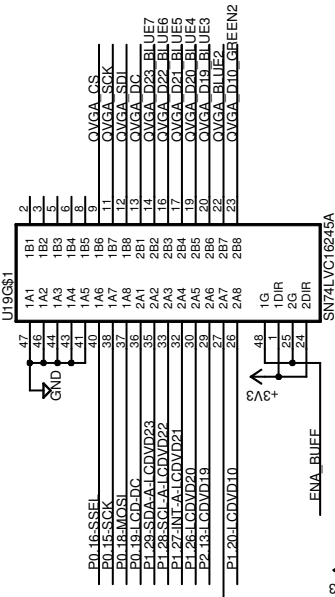 U19G$1
47 1A1 1B1 2
46 1A2 1B2 3
44 1A3 1B3 5
43 1A4 1B4 6
41 1A5 1B5 8
GND
P0.16-SSEL 40 1A6 1B6 9 QVGA_CS
P0.15-SCK 38 1A7 1B7 11 QVGA_SCK
P0.18-MOSI 37 1A8 1B8 12 QVGA_SDI
P0.19-LCD-DC 36 2A1 2B1 13 QVGA_DC
P1.29-SDA-A-LCDVD23 35 2A2 2B2 14 QVGA_D23_BLUE7
P1.28-SCL-A-LCDVD22 33 2A3 2B3 16 QVGA_D22_BLUE6
P1.27-INT-A-LCDVD21 32 2A4 2B4 17 QVGA_D21_BLUE5
P1.26-LCDVD20 30 2A5 2B5 19 QVGA_D20_BLUE4
P2.13-LCDVD19 29 2A6 2B6 20 QVGA_D19_BLUE3
27 2A7 2B7 22 QVGA_BLUE2
P1.20-LCDVD10 26 2A8 2B8 23 QVGA_D10_GREEN2
48 1G
+3V3 1 1DIR
25 2G
24 2DIR
SN74LVC16245A
ENA_BUFF